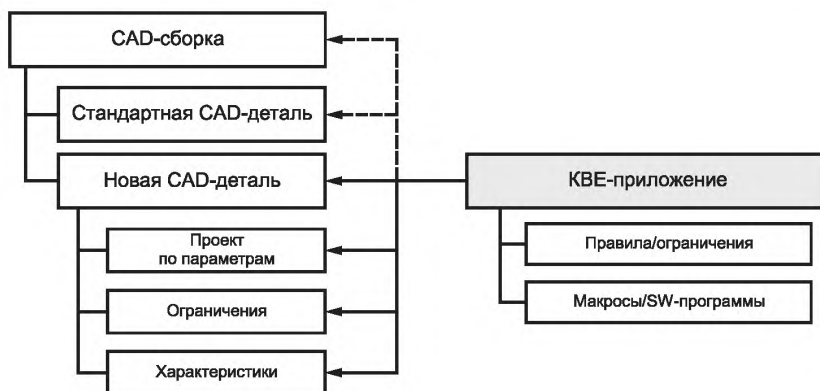 CAD-сборка
Стандартная CAD-деталь
Новая CAD-деталь
Проект
по параметрам
Ограничения
Характеристики
КВЕ-приложение
Правила/ограничения
Макросы/SW-программы